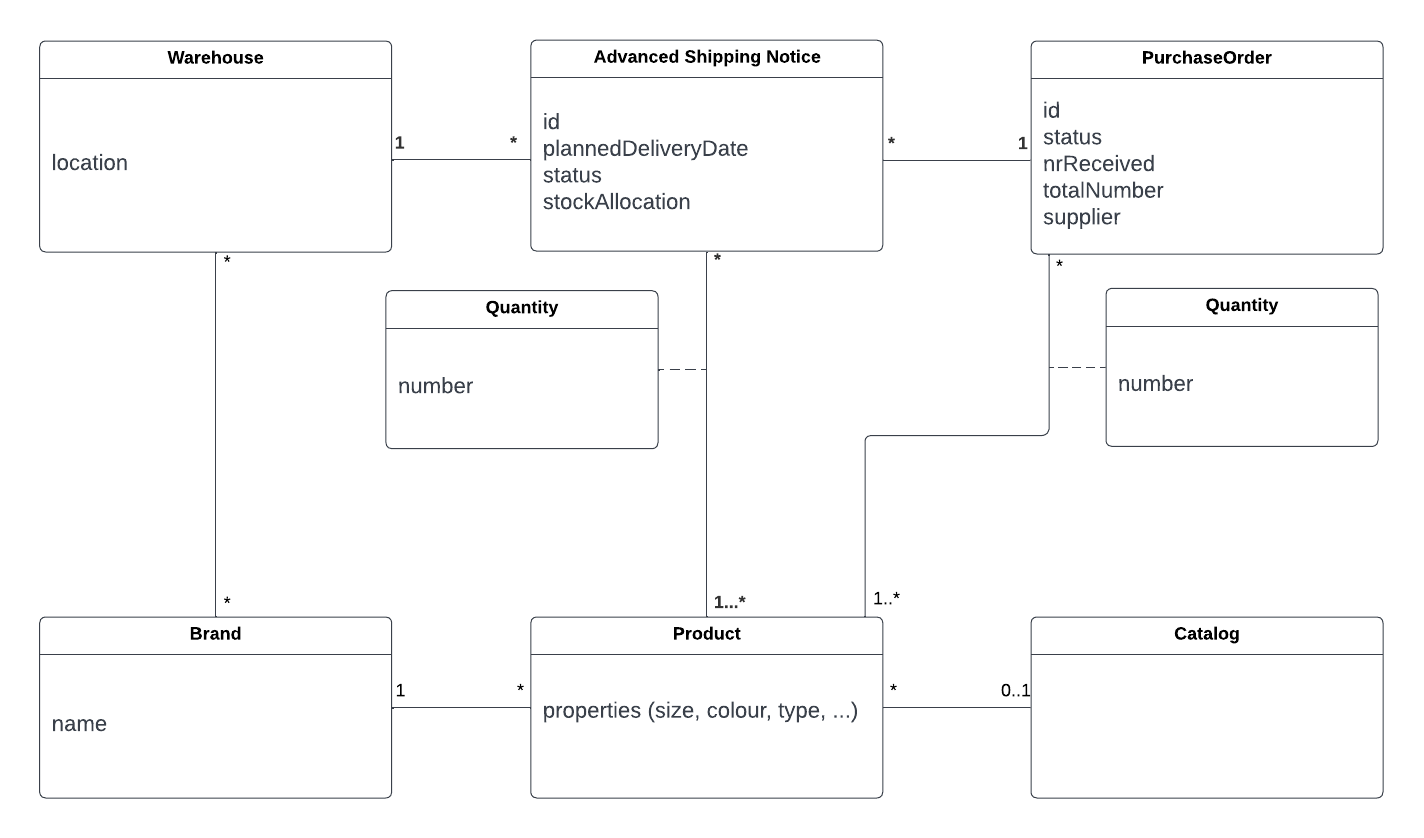 Warehouse
location
1
*
Advanced Shipping Notice
id
plannedDeliveryDate
status
stockAllocation
*
1
PurchaseOrder
id
status
nrReceived
totalNumber
supplier
*
*
*
Quantity
number
Quantity
number
*
1...*
1..*
Brand
name
1
*
Product
properties (size, colour, type, ...)
*
0..1
Catalog